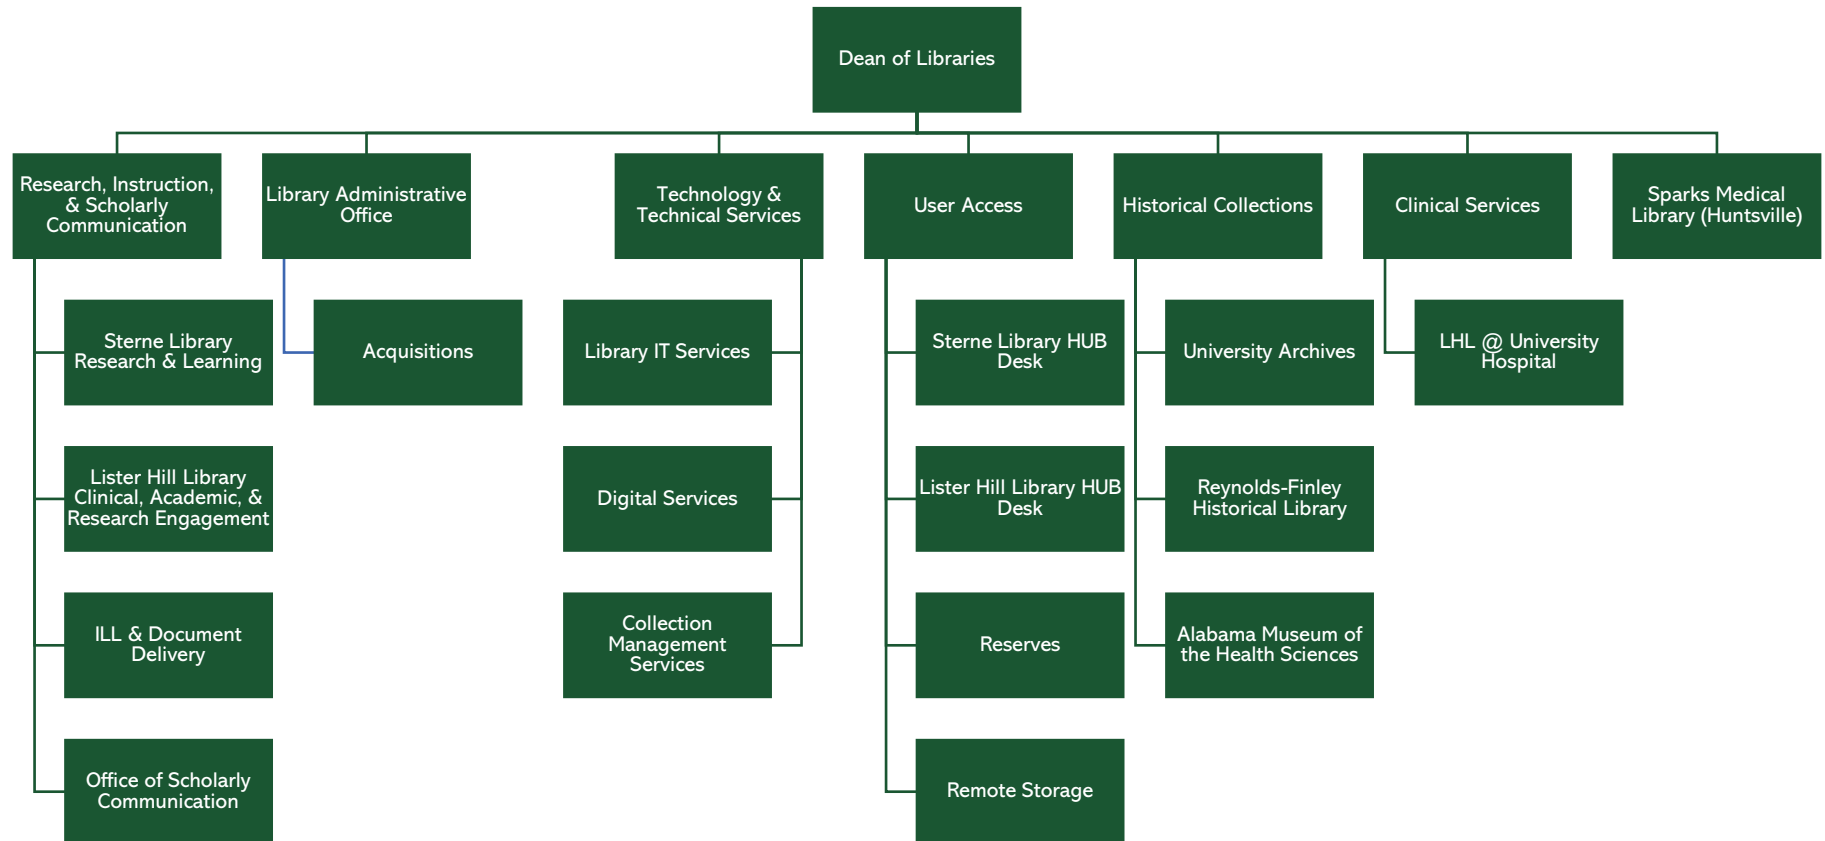 Dean of Libraries
Research, Instruction,
& Scholarly
Communication
Library Administrative
Office
Technology &
Technical Services
User Access
Historical Collections
Clinical Services
Sparks Medical
Library (Huntsville)
Sterne Library
Research & Learning
Acquisitions
Library IT Services
Sterne Library HUB
Desk
University Archives
LHL @ University
Hospital
Lister Hill Library
Clinical, Academic, &
Research Engagement
Digital Services
Lister Hill Library HUB
Desk
Reynolds-Finley
Historical Library
ILL & Document
Delivery
Collection
Management
Services
Reserves
Alabama Museum of
the Health Sciences
Office of Scholarly
Communication
Remote Storage